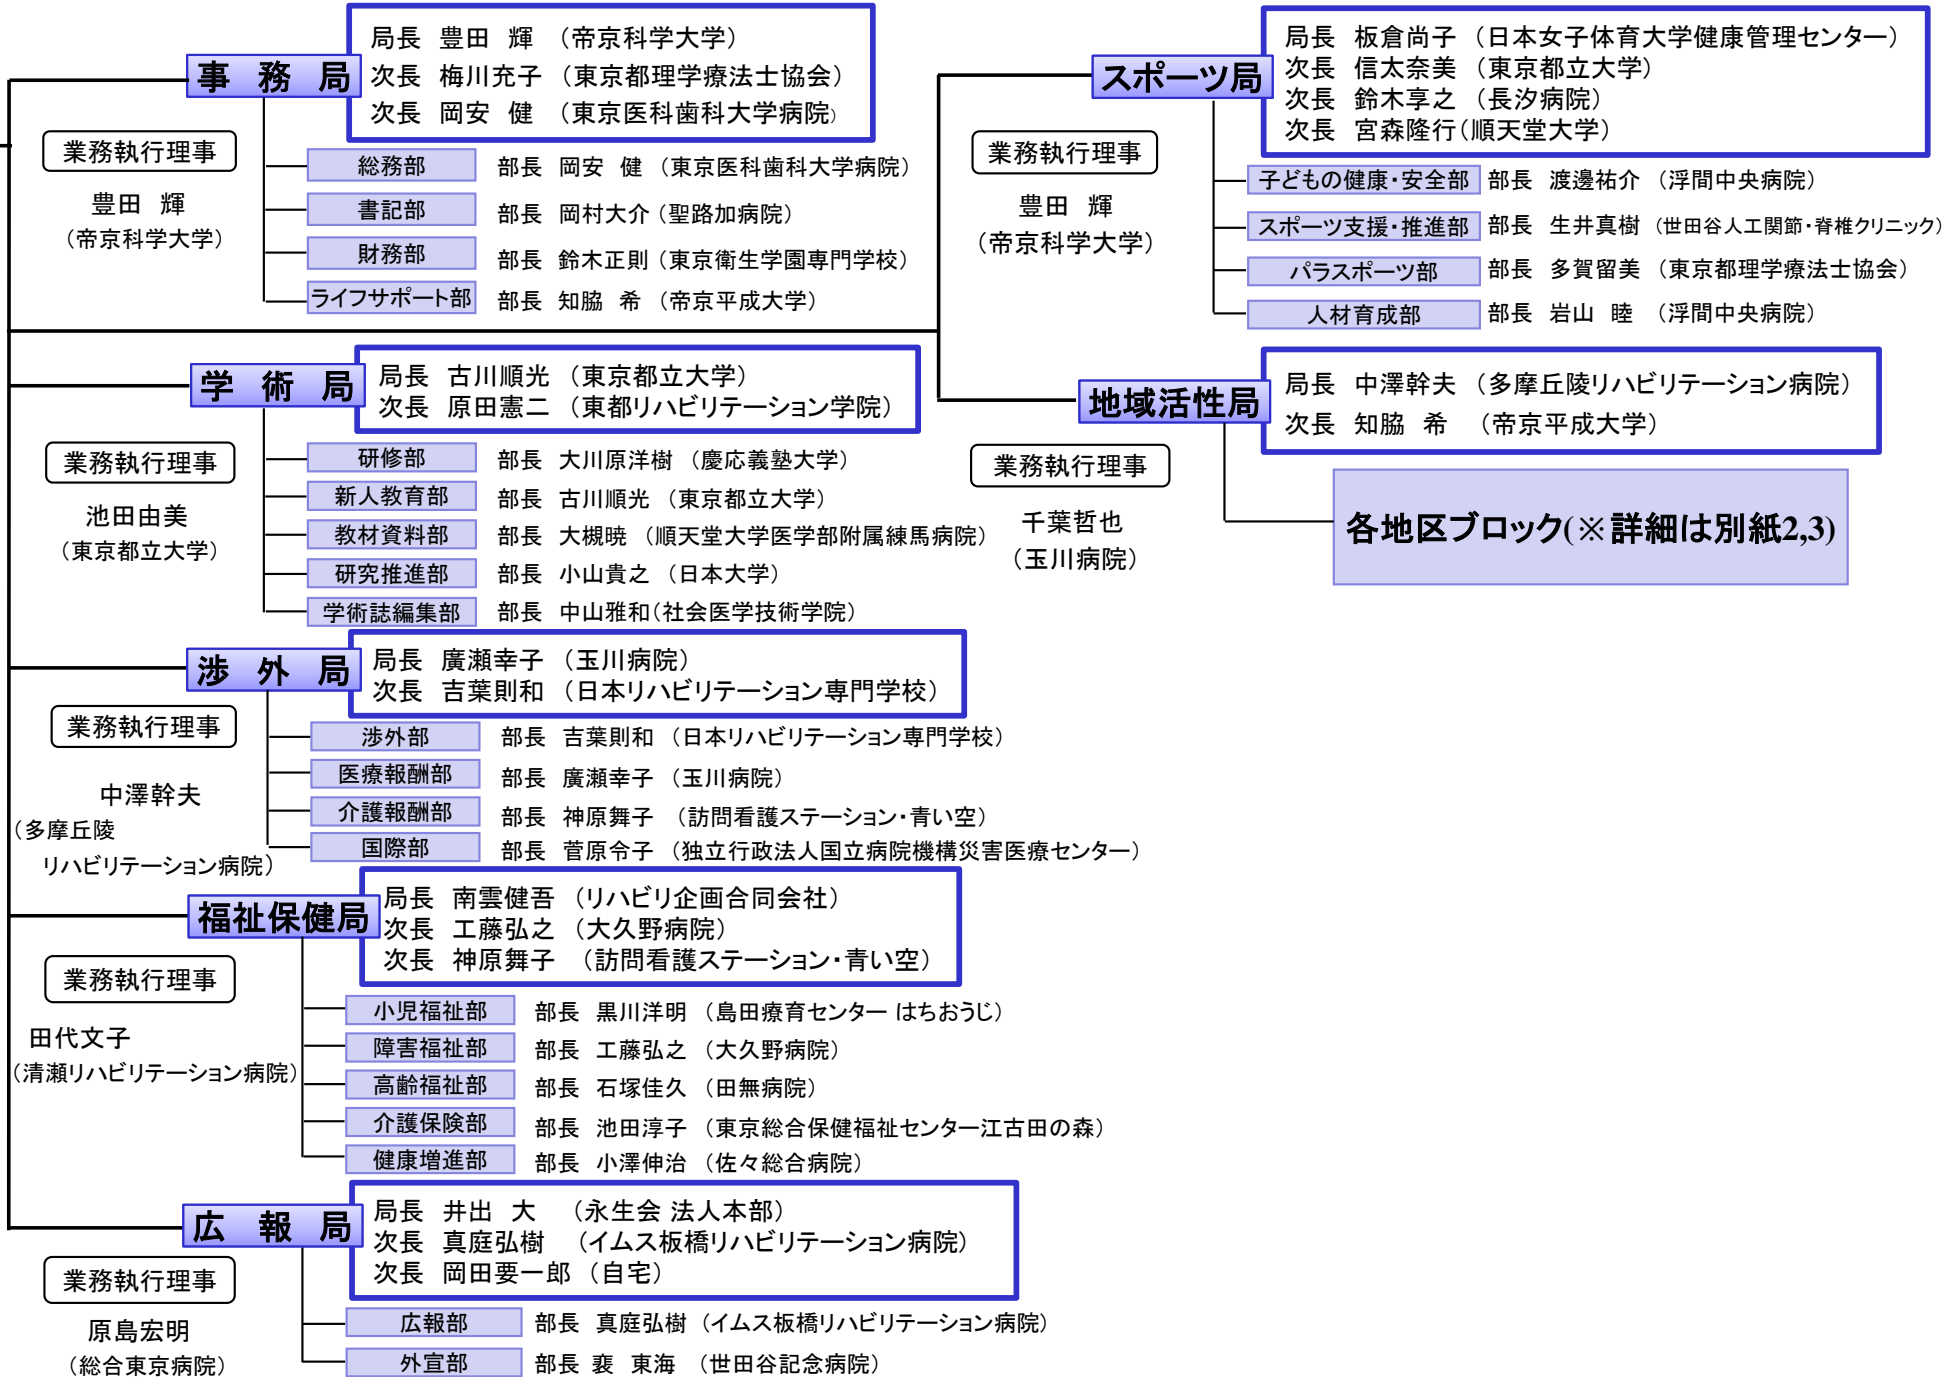 事　務　局
局長　豊田　輝　（帝京科学大学）
次長　梅川充子　（東京都理学療法士協会）
次長　岡安　健　（東京医科歯科大学病院）
業務執行理事
豊田　輝
（帝京科学大学）
総務部　部長　岡安　健　（東京医科歯科大学病院）
書記部　部長　岡村大介（聖路加病院）
財務部　部長　鈴木正則（東京衛生学園専門学校）
ライフサポート部　部長　知脇　希　（帝京平成大学）
学　術　局
局長　古川順光　（東京都立大学）
次長　原田憲二　（東都リハビリテーション学院）
業務執行理事
池田由美
（東京都立大学）
研修部　部長　大川原洋樹　（慶応義塾大学）
新人教育部　部長　古川順光　（東京都立大学）
教材資料部　部長　大槻暁　（順天堂大学医学部附属練馬病院）
研究推進部　部長　小山貴之　（日本大学）
学術誌編集部　部長　中山雅和（社会医学技術学院）
渉　外　局
局長　廣瀬幸子　（玉川病院）
次長　吉葉則和　（日本リハビリテーション専門学校）
業務執行理事
中澤幹夫
（多摩丘陵
リハビリテーション病院）
渉外部　部長　吉葉則和　（日本リハビリテーション専門学校）
医療報酬部　部長　廣瀬幸子　（玉川病院）
介護報酬部　部長　神原舞子　（訪問看護ステーション・青い空）
国際部　部長　菅原令子　（独立行政法人国立病院機構災害医療センター）
福祉保健局
局長　南雲健吾　（リハビリ企画合同会社）
次長　工藤弘之　（大久野病院）
次長　神原舞子　（訪問看護ステーション・青い空）
業務執行理事
田代文子
（清瀬リハビリテーション病院）
小児福祉部　部長　黒川洋明　（島田療育センター はちおうじ）
障害福祉部　部長　工藤弘之　（大久野病院）
高齢福祉部　部長　石塚佳久　（田無病院）
介護保険部　部長　池田淳子　（東京総合保健福祉センター江古田の森）
健康増進部　部長　小澤伸治　（佐々総合病院）
広　報　局
局長　井出　大　（永生会 法人本部）
次長　真庭弘樹　（イムス板橋リハビリテーション病院）
次長　岡田要一郎　（自宅）
業務執行理事
原島宏明
（総合東京病院）
広報部　部長　真庭弘樹　（イムス板橋リハビリテーション病院）
外宣部　部長 裵　東海　（世田谷記念病院）
スポーツ局
局長　板倉尚子　（日本女子体育大学健康管理センター）
次長　信太奈美　（東京都立大学）
次長　鈴木享之　（長汐病院）
次長　宮森隆行（順天堂大学）
業務執行理事
豊田　輝
（帝京科学大学）
子どもの健康・安全部　部長　渡邊祐介　（浮間中央病院）
スポーツ支援・推進部　部長　生井真樹　（世田谷人工関節・脊椎クリニック）
パラスポーツ部　部長　多賀留美　（東京都理学療法士協会）
人材育成部　部長　岩山　睦　（浮間中央病院）
地域活性局
局長　中澤幹夫　（多摩丘陵リハビリテーション病院）
次長　知脇　希　（帝京平成大学）
業務執行理事
千葉哲也
（玉川病院）
各地区ブロック(※詳細は別紙2,3)